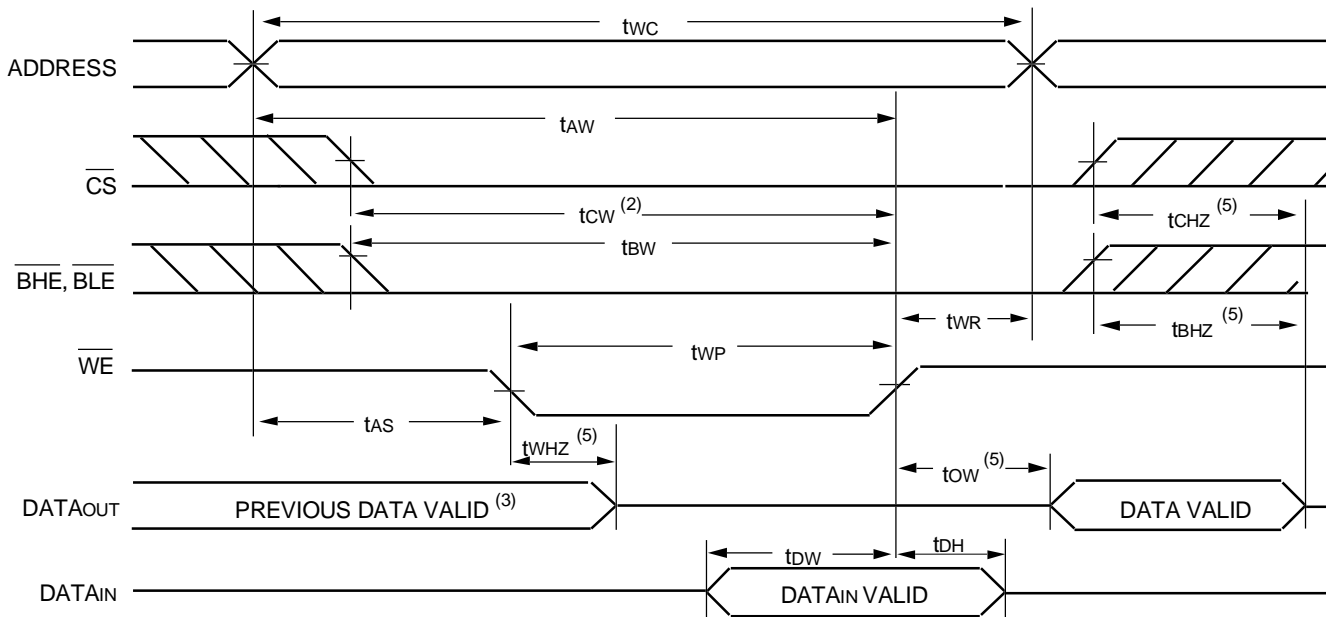 tWC
ADDRESS
tAW
CS
tCW (2)
tCHZ (5)
tBW
BHE, BLE
tWR
tBHZ (5)
tWP
WE
tAS
tWHZ (5)
tOW (5)
DATAOUT
PREVIOUS DATA VALID (3)
DATA VALID
tDW
tDH
DATAIN
DATAIN VALID